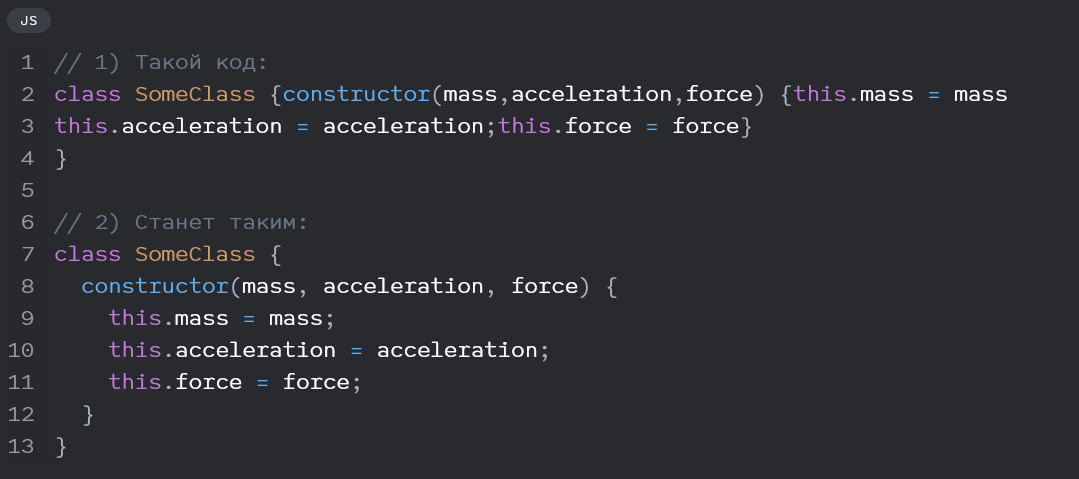 JS
1 // 1) Такой код:
2 class SomeClass {constructor(mass,acceleration,force) {this.mass = mass
3 this.acceleration = acceleration;this.force = force}
4 }
5
6 // 2) Станет таким:
7 class SomeClass {
8   constructor(mass, acceleration, force) {
9     this.mass = mass;
10     this.acceleration = acceleration;
11     this.force = force;
12   }
13 }